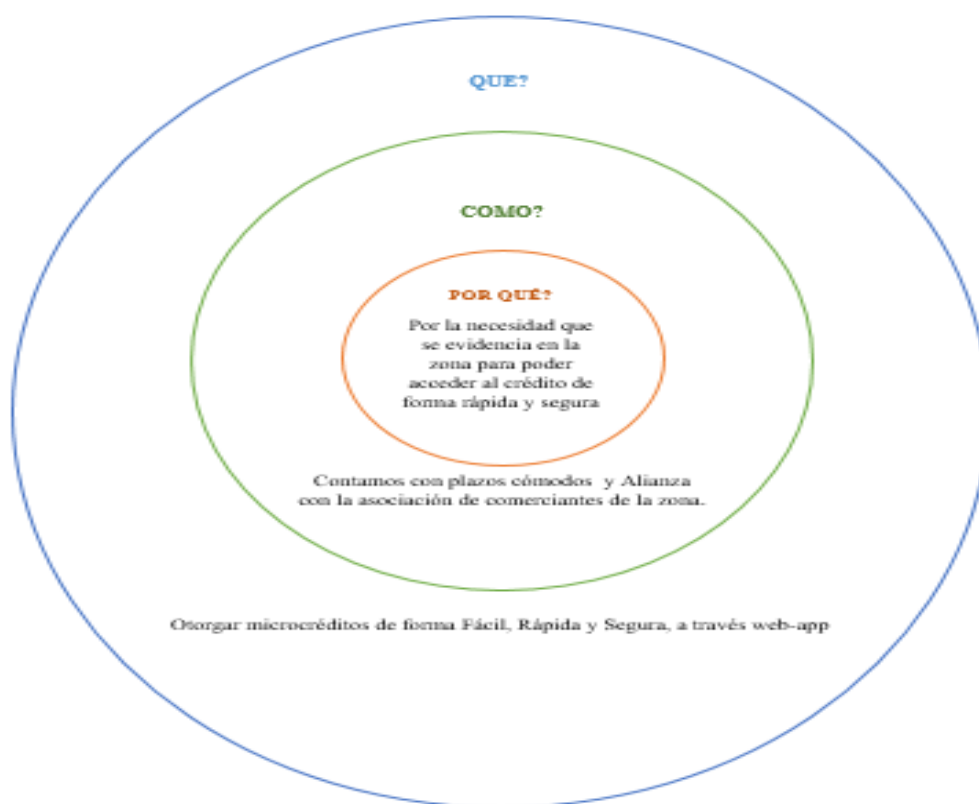 QUE?
COMO?
POR QUÉ?
Por la necesidad que
se evidencia en la
zona para poder
acceder al crédito de
forma rápida y segura
Contamos con plazos cómodos y Alianza
con la asociación de comerciantes de la zona.
Otorgar microcréditos de forma Fácil, Rápida y Segura, a través web-app